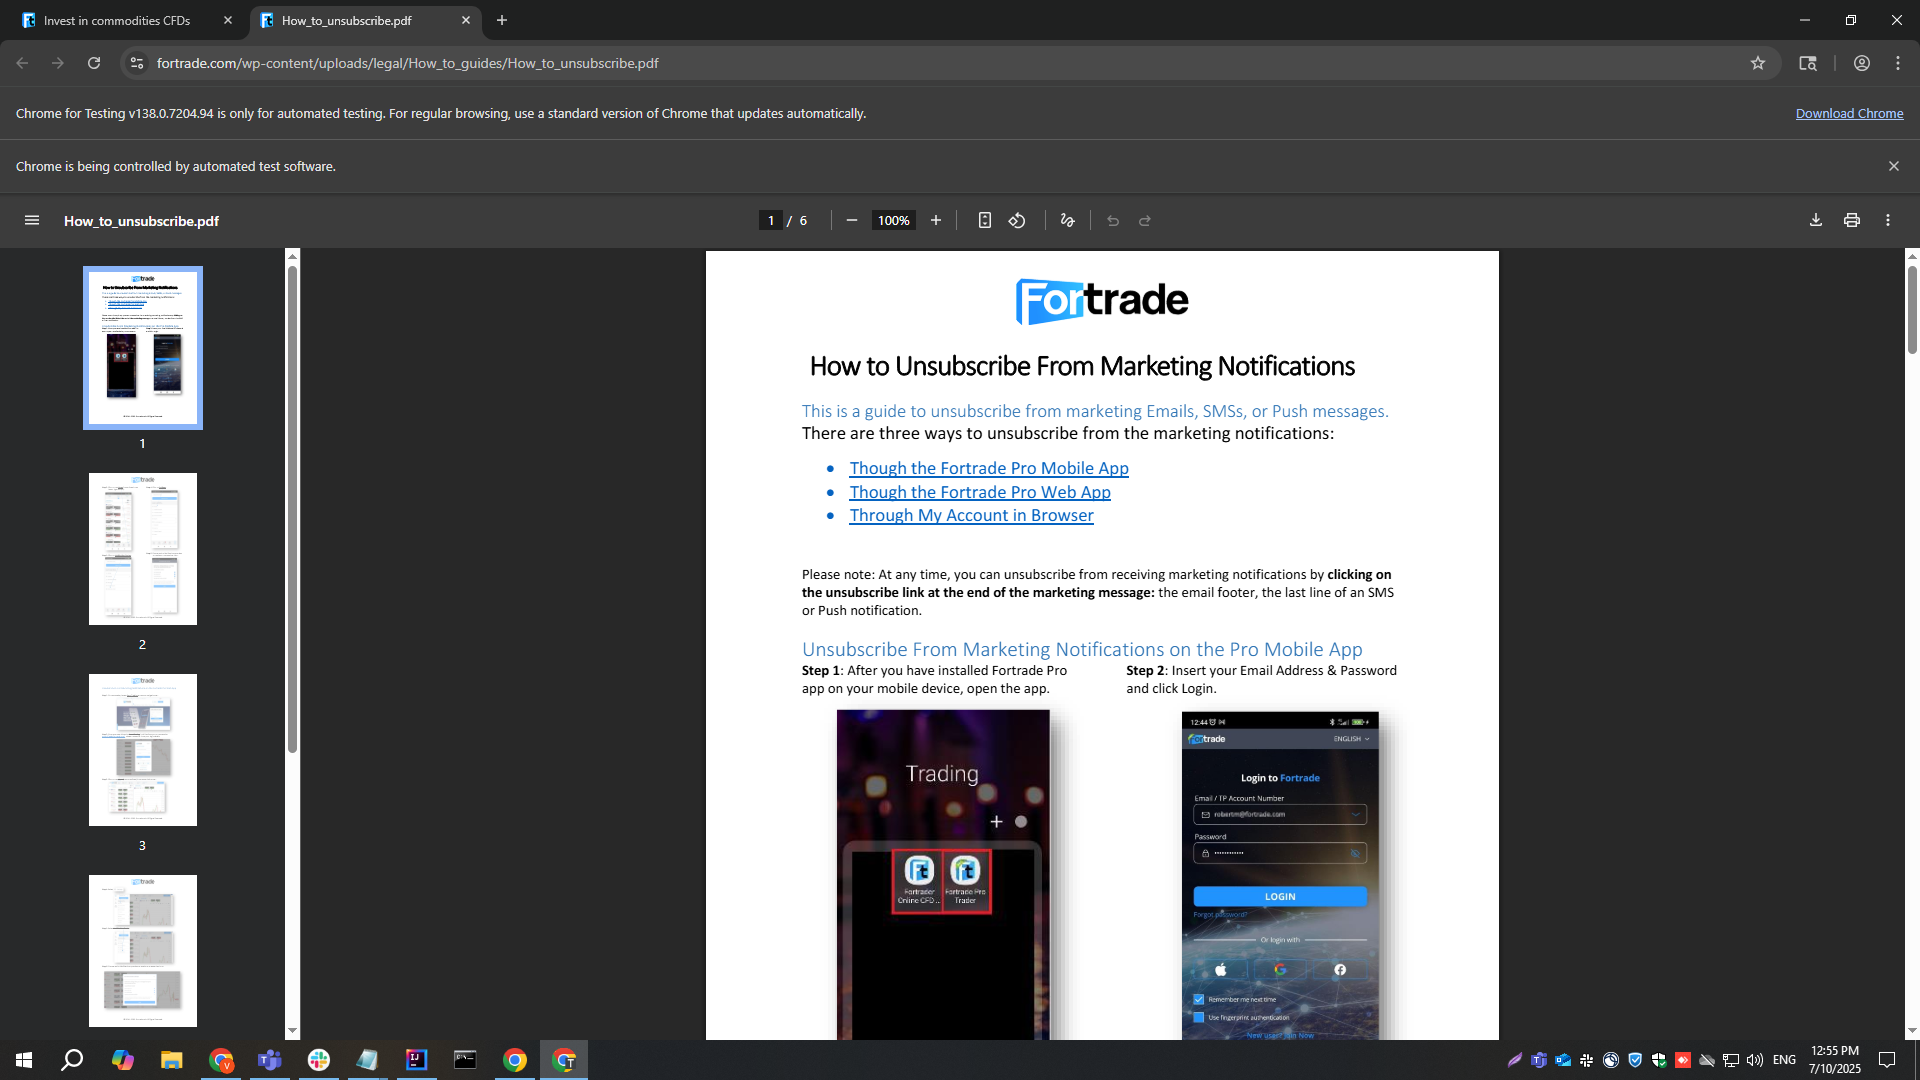 Invest in commodities CFDs
How_to_unsubscribe.pdf
fortrade.com/wp-content/uploads/legal/How_to_guides/How_to_unsubscribe.pdf
Chrome for Testing v138.0.7204.94 is only for automated testing. For regular browsing, use a standard version of Chrome that updates automatically.
Download Chrome
Chrome is being controlled by automated test software.
How_to_unsubscribe.pdf
1 / 6
100%
1
2
3
Fortrade
How to Unsubscribe From Marketing Notifications
This is a guide to unsubscribe from marketing Emails, SMSs, or Push messages.
There are three ways to unsubscribe from the marketing notifications:
• Though the Fortrade Pro Mobile App
• Though the Fortrade Pro Web App
• Through My Account in Browser
Please note: At any time, you can unsubscribe from receiving marketing notifications by clicking on
the unsubscribe link at the end of the marketing message: the email footer, the last line of an SMS
or Push notification.
Unsubscribe From Marketing Notifications on the Pro Mobile App
Step 1: After you have installed Fortrade Pro
app on your mobile device, open the app.
Step 2: Insert your Email Address & Password
and click Login.
Trading
Fortrader
Online CFD ..
Fortrade Pro
Trader
12:44
Fortrade
ENGLISH
Login to Fortrade
Email / TP Account Number
robertm@fortrade.com
Password
LOGIN
Forgot password?
Or login with
Remember me next time
Use fingerprint authentication
New user? Join Now
ENG
12:55 PM
7/10/2025